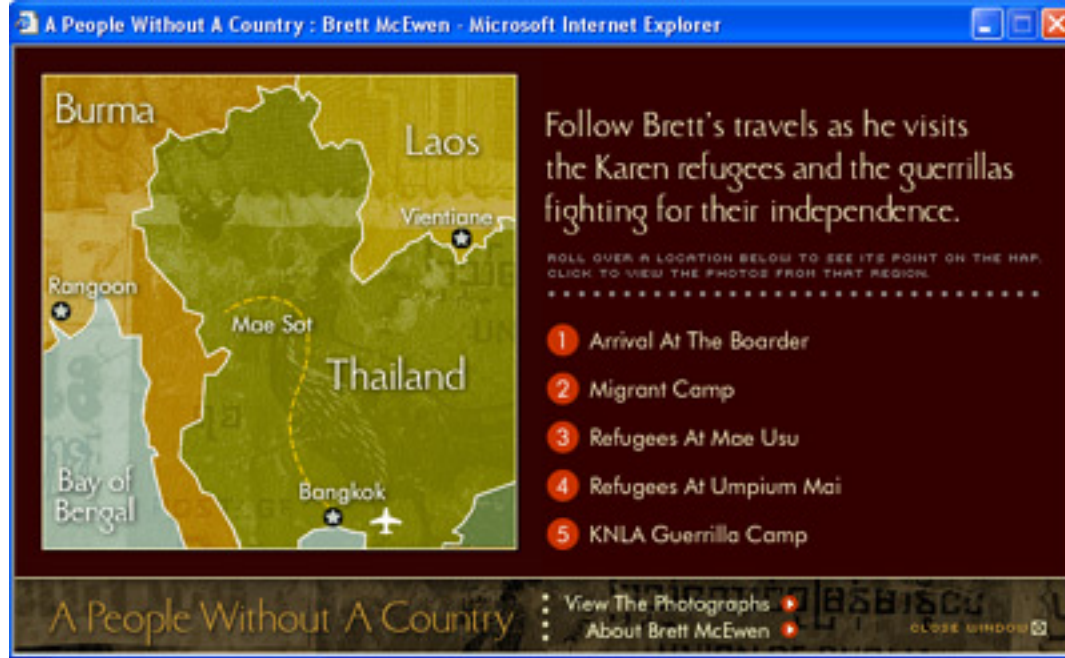 A People Without A Country : Brett McEwen - Microsoft Internet Explorer
Burma
Laos
Vientiane
Rangoon
Mae Sot
Thailand
Bay of
Bengal
Bangkok
Follow Brett's travels as he visits
the Karen refugees and the guerrillas
fighting for their independence.
ROLL OVER A LOCATION BELOW TO SEE ITS POINT ON THE MAP.
CLICK TO VIEW THE PHOTOS FROM THAT REGION.
1 Arrival At The Boarder
2 Migrant Camp
3 Refugees At Mae Usu
4 Refugees At Umpium Mai
5 KNLA Guerrilla Camp
A People Without A Country
View The Photographs
About Brett McEwen
CLOSE WINDOW